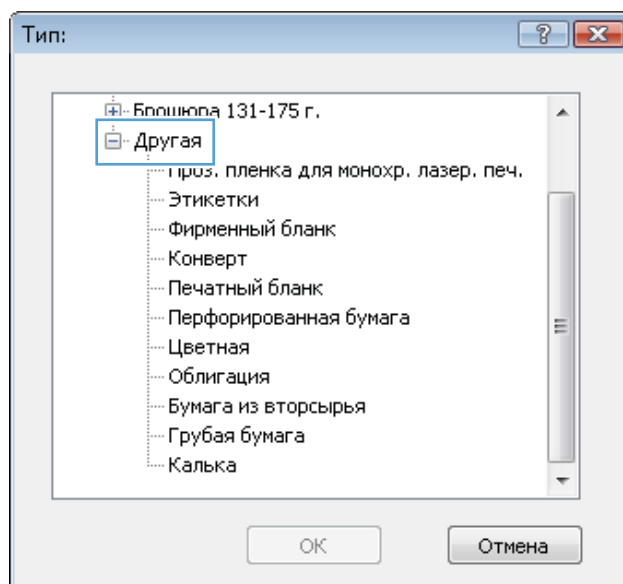 Тип:
Брошюра 131-175 г.
Другая
Проз. пленка для монохр. лазер. печ.
Этикетки
Фирменный бланк
Конверт
Печатный бланк
Перфорированная бумага
Цветная
Облигация
Бумага из вторсырья
Грубая бумага
Калька
OK
Отмена